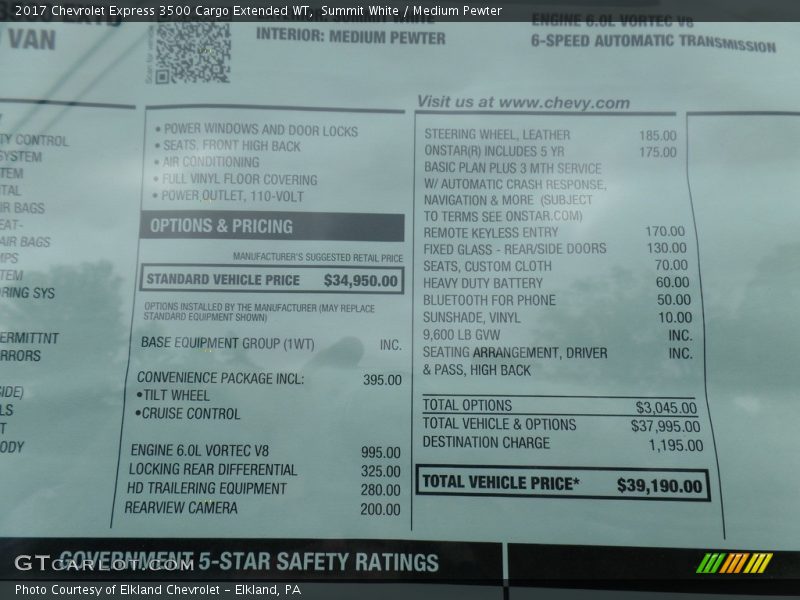 2017 Chevrolet Express 3500 Cargo Extended WT, Summit White / Medium Pewter
VAN
INTERIOR: MEDIUM PEWTER
ENGINE 6.0L VORTEC V8
6-SPEED AUTOMATIC TRANSMISSION
Visit us at www.chevy.com
TY CONTROL
SYSTEM
TEM
TAL
IR BAGS
EAT-
AIR BAGS
MPS
TEM
RING SYS
ERMITTNT
RRORS
SIDE)
LS
T
ODY
• POWER WINDOWS AND DOOR LOCKS
• SEATS, FRONT HIGH BACK
• AIR CONDITIONING
• FULL VINYL FLOOR COVERING
• POWER OUTLET, 110-VOLT
OPTIONS & PRICING
MANUFACTURER'S SUGGESTED RETAIL PRICE
STANDARD VEHICLE PRICE $34,950.00
OPTIONS INSTALLED BY THE MANUFACTURER (MAY REPLACE
STANDARD EQUIPMENT SHOWN)
BASE EQUIPMENT GROUP (1WT) INC.
CONVENIENCE PACKAGE INCL: 395.00
•TILT WHEEL
•CRUISE CONTROL
ENGINE 6.0L VORTEC V8 995.00
LOCKING REAR DIFFERENTIAL 325.00
HD TRAILERING EQUIPMENT 280.00
REARVIEW CAMERA 200.00
STEERING WHEEL, LEATHER 185.00
ONSTAR(R) INCLUDES 5 YR 175.00
BASIC PLAN PLUS 3 MTH SERVICE
W/ AUTOMATIC CRASH RESPONSE,
NAVIGATION & MORE (SUBJECT
TO TERMS SEE ONSTAR.COM)
REMOTE KEYLESS ENTRY 170.00
FIXED GLASS - REAR/SIDE DOORS 130.00
SEATS, CUSTOM CLOTH 70.00
HEAVY DUTY BATTERY 60.00
BLUETOOTH FOR PHONE 50.00
SUNSHADE, VINYL 10.00
9,600 LB GVW INC.
SEATING ARRANGEMENT, DRIVER INC.
& PASS, HIGH BACK
TOTAL OPTIONS $3,045.00
TOTAL VEHICLE & OPTIONS $37,995.00
DESTINATION CHARGE 1,195.00
TOTAL VEHICLE PRICE* $39,190.00
GOVERNMENT 5-STAR SAFETY RATINGS
GTCARLOT.COM
Photo Courtesy of Elkland Chevrolet - Elkland, PA